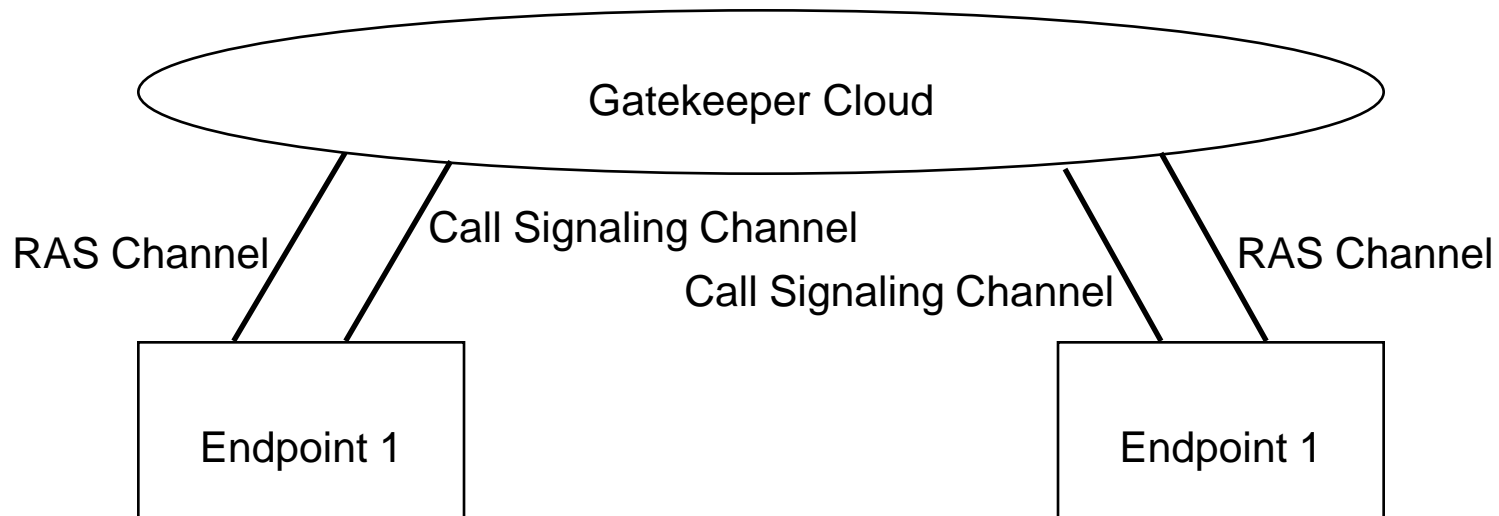 Gatekeeper Cloud
Call Signaling Channel
RAS Channel
RAS Channel
Call Signaling Channel
Endpoint 1
Endpoint 1